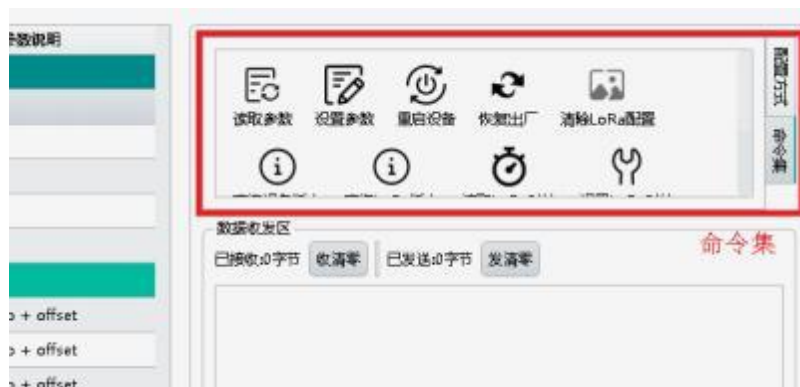 参数说明
读取参数 设置参数 重启设备 恢复出厂 清除LoRa配置
配置方式
命令集
数据收发区
命令集
已接收:0字节 收清零 已发送:0字节 发清零
+ offset
+ offset
+ offset